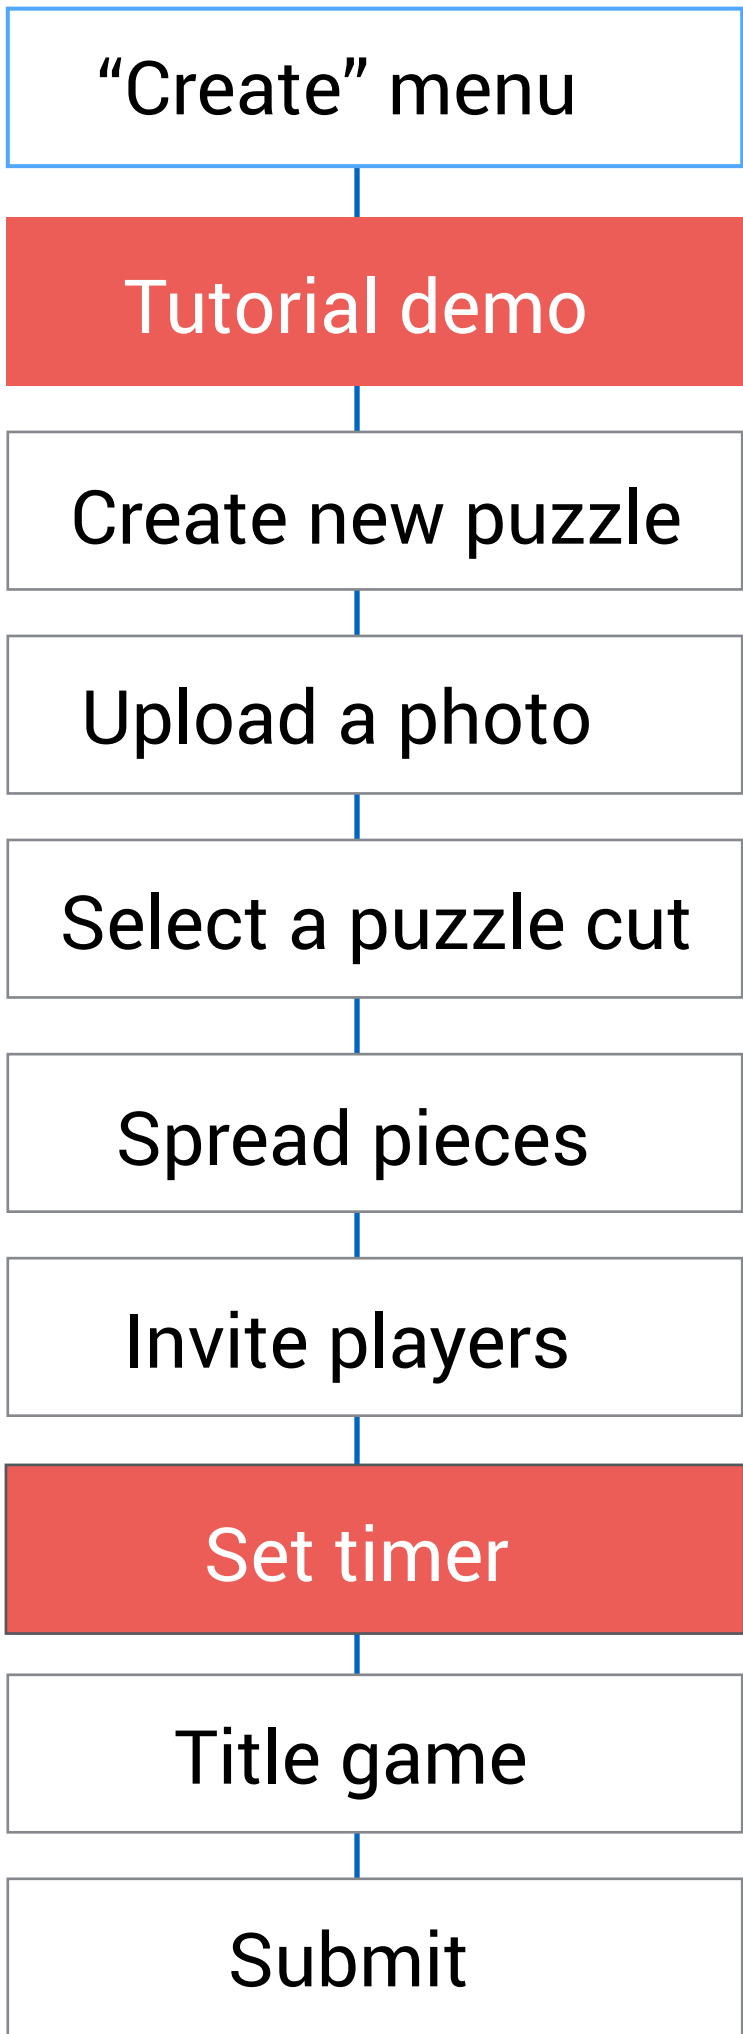 “Create” menu
Tutorial demo
Create new puzzle
Upload a photo
Select a puzzle cut
Spread pieces
Invite players
Set timer
Title game
Submit